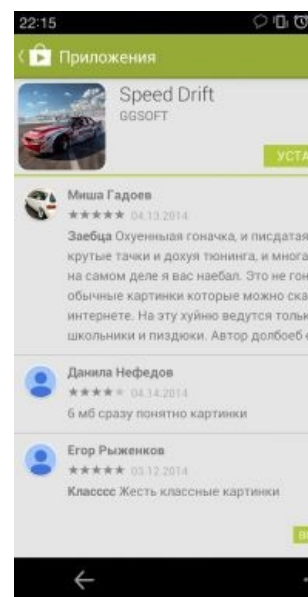 22:15
Приложения
Speed Drift
GGSOFT
УСТА
Миша Гадоев
04.13.2014
Заебца Охуенныая гоначка, и писдатая
крутые тачки и дохуя тюнинга, и многа
на самом деле я вас наебал. Это не гон
обычные картинки которые можно ска
интернете. На эту хуйню ведутся тольк
школьники и пиздюки. Автор долбоеб
Данила Нефедов
04.14.2014
6 мб сразу понятно картинки
Егор Рыженков
03.12.2014
Класссс Жесть классные картинки